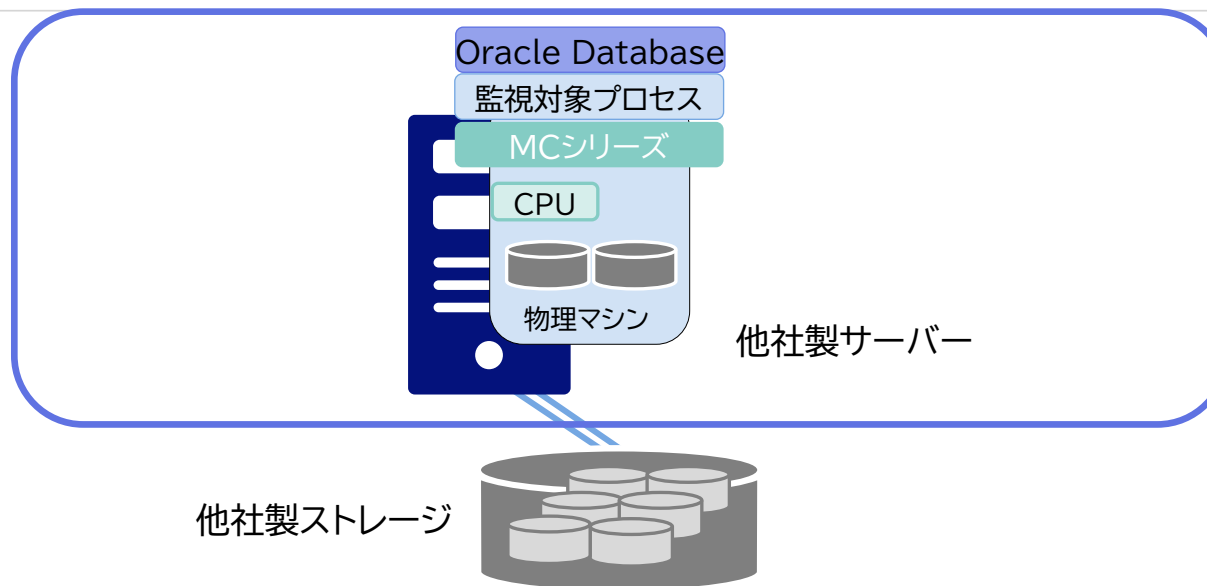 Oracle Database
監視対象プロセス
MCシリーズ
CPU
物理マシン
他社製サーバー
他社製ストレージ